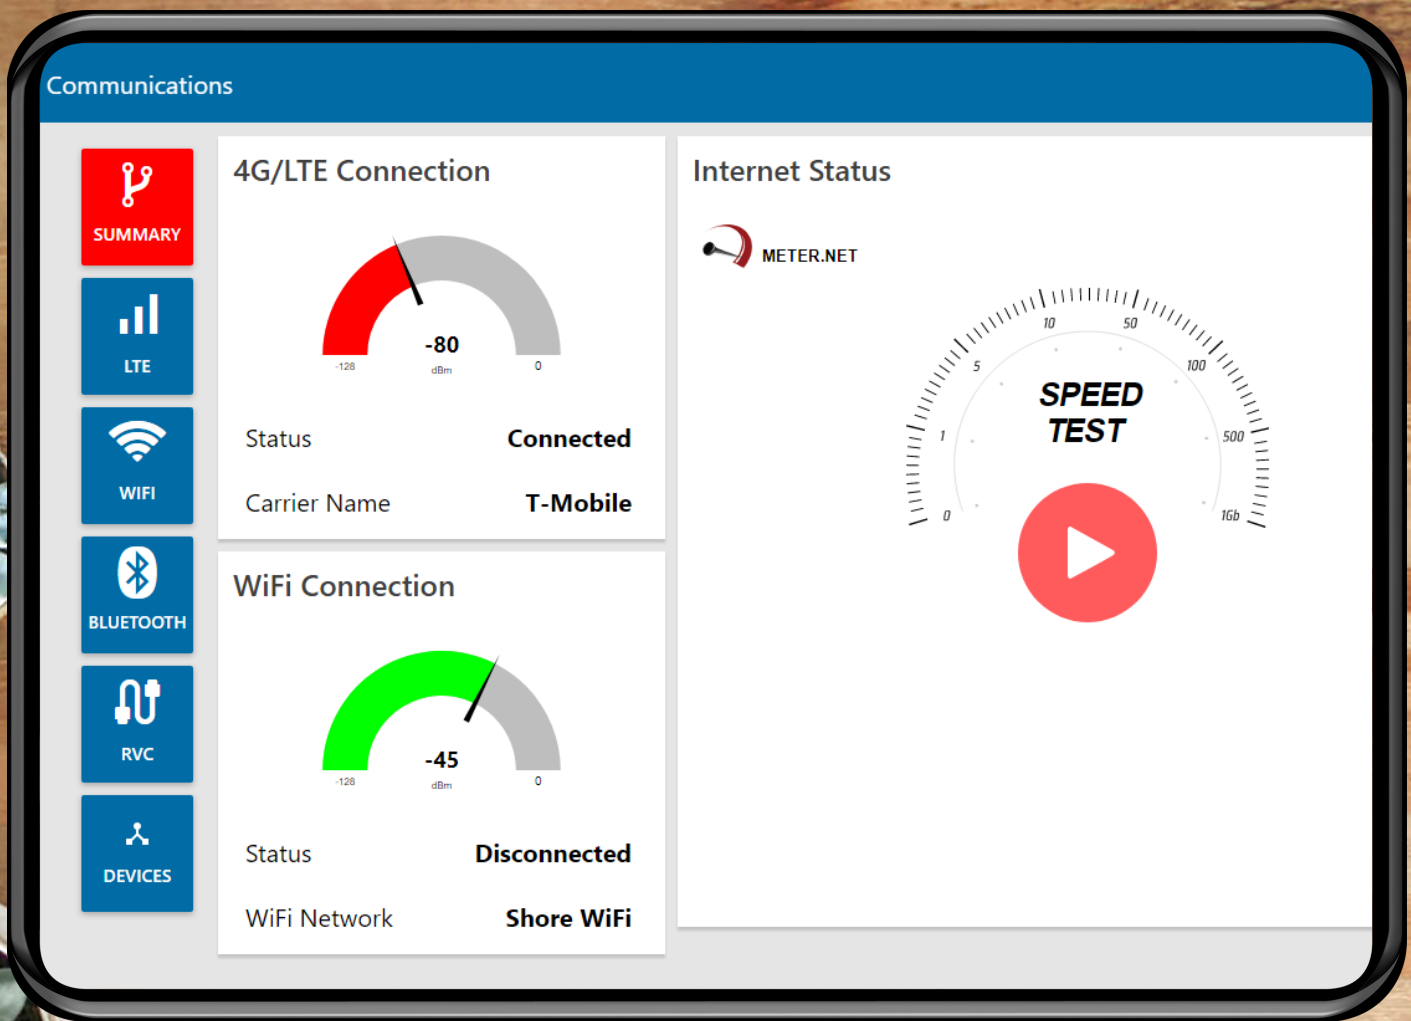 Communications
SUMMARY
LTE
WIFI
BLUETOOTH
RVC
DEVICES
4G/LTE Connection
-80
-128 dBm 0
Status Connected
Carrier Name T-Mobile
WiFi Connection
-45
-128 dBm 0
Status Disconnected
WiFi Network Shore WiFi
Internet Status
METER.NET
10 50
5 100
SPEED
TEST
1 500
0 1Gb